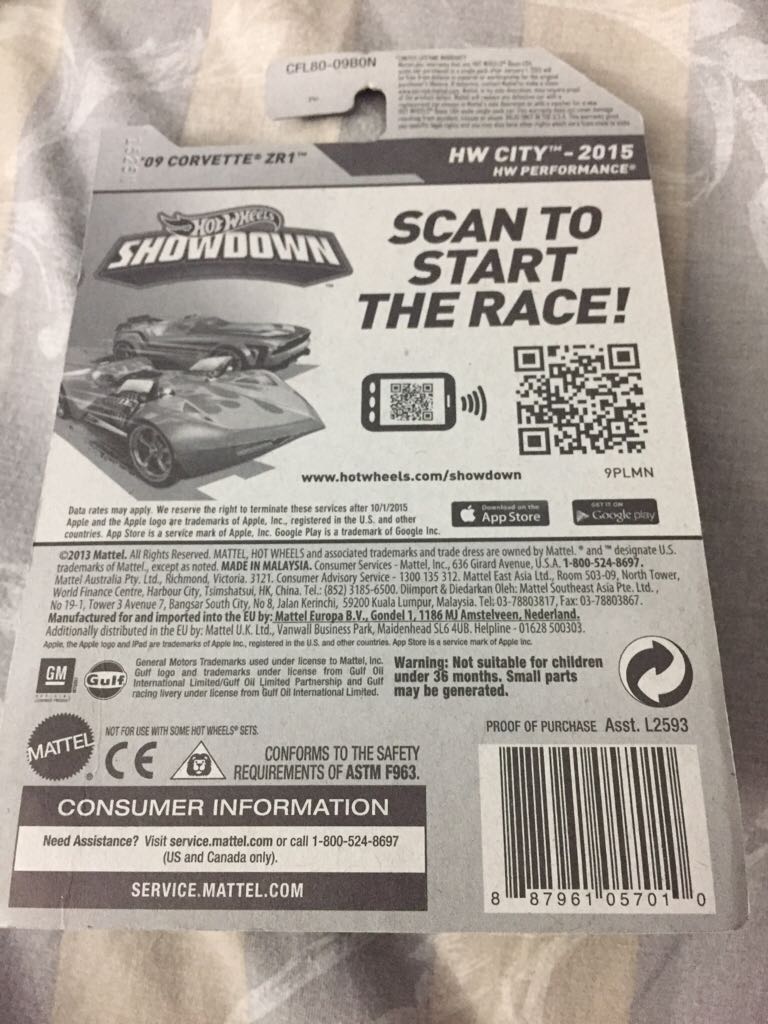 CFL80-09B0N
LIMITED LIFETIME WARRANTY
'09 CORVETTE® ZR1™
HW CITY™ - 2015
HW PERFORMANCE®
HOT WHEELS
SHOWDOWN™
SCAN TO
START
THE RACE!
www.hotwheels.com/showdown
9PLMN
Data rates may apply. We reserve the right to terminate these services after 10/1/2015
Apple and the Apple logo are trademarks of Apple, Inc., registered in the U.S. and other
countries. App Store is a service mark of Apple, Inc. Google Play is a trademark of Google Inc.
Download on the
App Store
GET IT ON
Google play
©2013 Mattel. All Rights Reserved. MATTEL, HOT WHEELS and associated trademarks and trade dress are owned by Mattel. ® and ™ designate U.S.
trademarks of Mattel, except as noted. MADE IN MALAYSIA. Consumer Services - Mattel, Inc., 636 Girard Avenue, U.S.A. 1-800-524-8697.
Mattel Australia Pty. Ltd., Richmond, Victoria. 3121. Consumer Advisory Service - 1300 135 312. Mattel East Asia Ltd., Room 503-09, North Tower,
World Finance Centre, Harbour City, Tsimshatsui, HK, China. Tel.: (852) 3185-6500. Diimport & Diedarkan Oleh: Mattel Southeast Asia Pte. Ltd.,
No 19-1, Tower 3 Avenue 7, Bangsar South City, No 8, Jalan Kerinchi, 59200 Kuala Lumpur, Malaysia. Tel: 03-78803817, Fax: 03-78803867.
Manufactured for and imported into the EU by: Mattel Europa B.V., Gondel 1, 1186 MJ Amstelveen, Nederland.
Additionally distributed in the EU by: Mattel U.K. Ltd., Vanwall Business Park, Maidenhead SL6 4UB. Helpline - 01628 500303.
Apple, the Apple logo and iPad are trademarks of Apple Inc., registered in the U.S. and other countries. App Store is a service mark of Apple Inc.
GM
OFFICIAL
LICENSED PRODUCT
Gulf
General Motors Trademarks used under license to Mattel, Inc.
Gulf logo and trademarks under license from Gulf Oil
International Limited/Gulf Oil Limited Partnership and Gulf
racing livery under license from Gulf Oil International Limited.
Warning: Not suitable for children
under 36 months. Small parts
may be generated.
MATTEL®
NOT FOR USE WITH SOME HOT WHEELS® SETS.
CE
CONFORMS TO THE SAFETY
REQUIREMENTS OF ASTM F963.
PROOF OF PURCHASE Asst. L2593
CONSUMER INFORMATION
Need Assistance? Visit service.mattel.com or call 1-800-524-8697
(US and Canada only).
SERVICE.MATTEL.COM
8 87961 05701 0